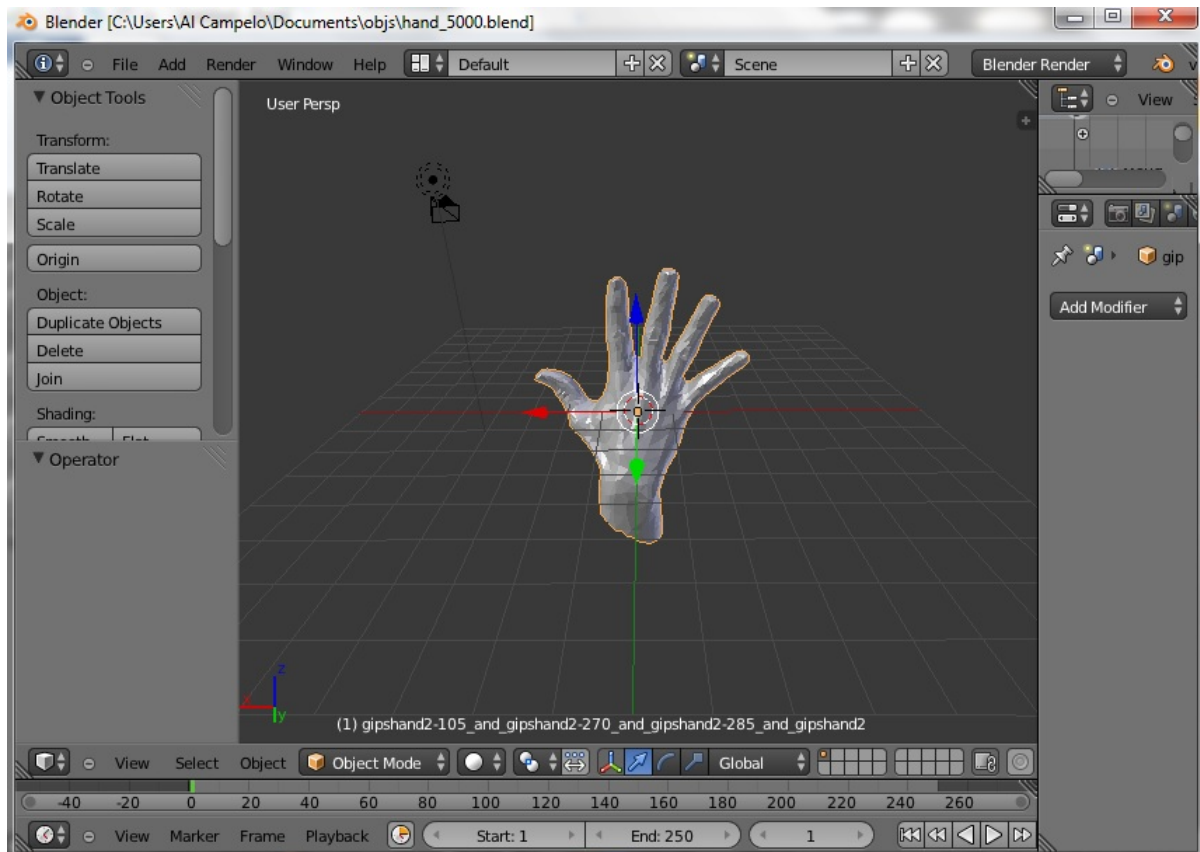 Blender [C:\Users\Al Campelo\Documents\objs\hand_5000.blend]
File Add Render Window Help Default Scene Blender Render
Object Tools
User Persp
View
Transform:
Translate
Rotate
Scale
Origin
gip
Object:
Add Modifier
Duplicate Objects
Delete
Join
Shading:
Smooth Flat
Operator
z
x
y
(1) gipshand2-105_and_gipshand2-270_and_gipshand2-285_and_gipshand2
View Select Object Object Mode Global
-40 -20 0 20 40 60 80 100 120 140 160 180 200 220 240 260
View Marker Frame Playback Start: 1 End: 250 1